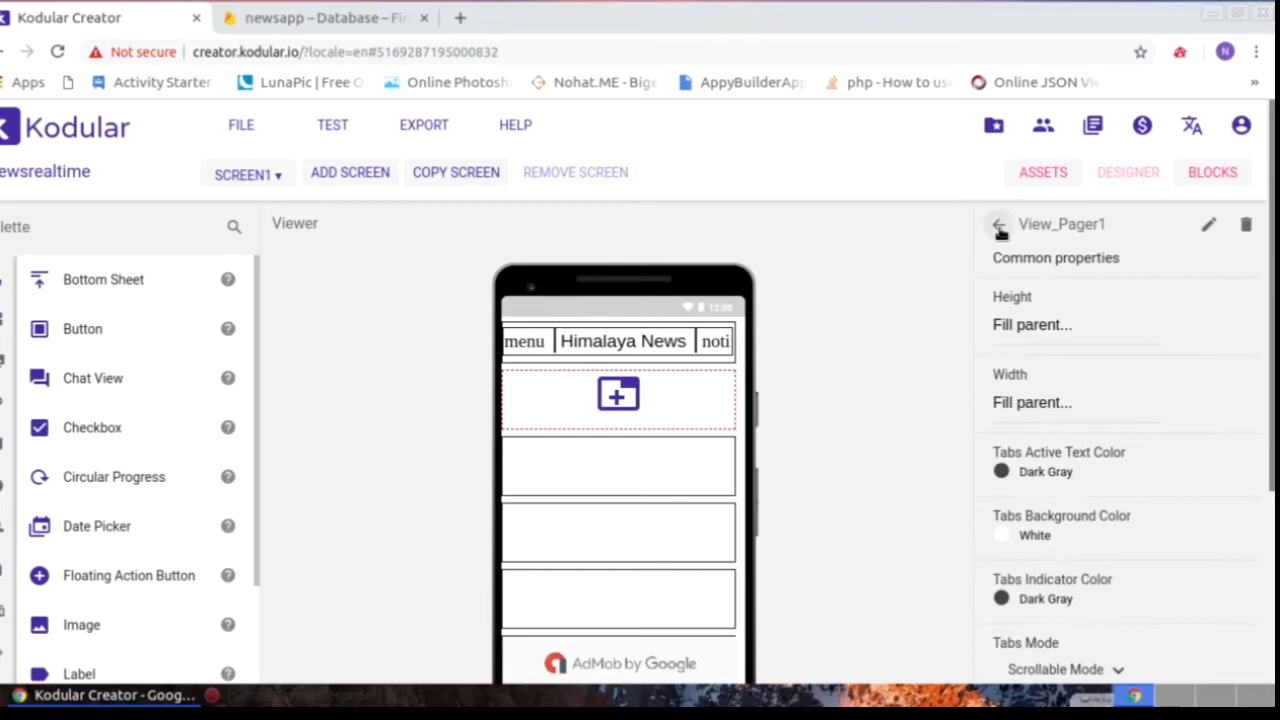 Kodular Creator
newsapp – Database – Fir
Not secure
creator.kodular.io/?locale=en#5169287195000832
N
Apps
Activity Starter
LunaPic | Free O
Online Photosh
Nohat.ME - Bige
AppyBuilderApp
php - How to use
Online JSON Vi
»
Kodular
FILE
TEST
EXPORT
HELP
ewsrealtime
SCREEN1 ▾
ADD SCREEN
COPY SCREEN
REMOVE SCREEN
ASSETS
DESIGNER
BLOCKS
lette
Viewer
View_Pager1
Bottom Sheet
Button
Chat View
Checkbox
Circular Progress
Date Picker
Floating Action Button
Image
Label
12:00
menu
Himalaya News
noti
AdMob by Google
Common properties
Height
Fill parent...
Width
Fill parent...
Tabs Active Text Color
Dark Gray
Tabs Background Color
White
Tabs Indicator Color
Dark Gray
Tabs Mode
Scrollable Mode
Kodular Creator - Goog...